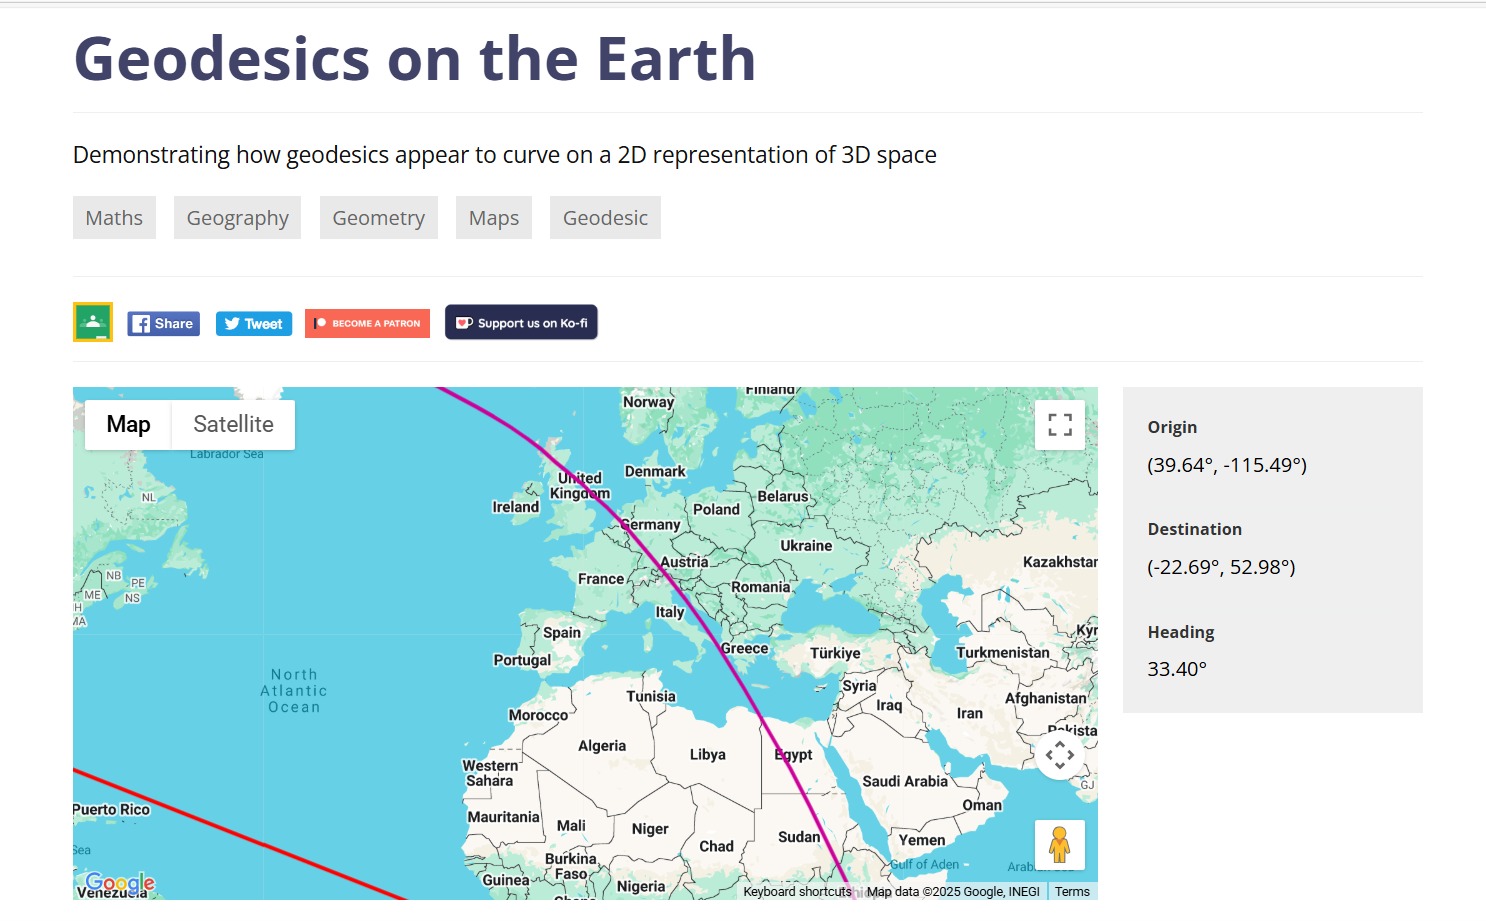 Geodesics on the Earth
Demonstrating how geodesics appear to curve on a 2D representation of 3D space
Maths Geography Geometry Maps Geodesic
Share Tweet BECOME A PATRON Support us on Ko-fi
Map Satellite
Labrador Sea
Norway
Finland
Denmark
United
Kingdom
Ireland
NL
Belarus
Poland
Germany
Ukraine
Austria
Kazakhstan
France
NB
PE
ME
NS
Romania
Italy
MA
Spain
Portugal
Greece
Türkiye
Turkmenistan
Kyr
North
Atlantic
Ocean
Tunisia
Syria
Iraq
Afghanistan
Iran
Morocco
Algeria
Libya
Egypt
Pakista
Western
Sahara
Saudi Arabia
GJ
Oman
Puerto Rico
Mauritania
Mali
Niger
Chad
Sudan
Yemen
Sea
Burkina
Faso
Gulf of Aden
Guinea
Nigeria
Google
Venezuela
Keyboard shortcuts Map data ©2025 Google, INEGI Terms
Origin
(39.64°, -115.49°)
Destination
(-22.69°, 52.98°)
Heading
33.40°